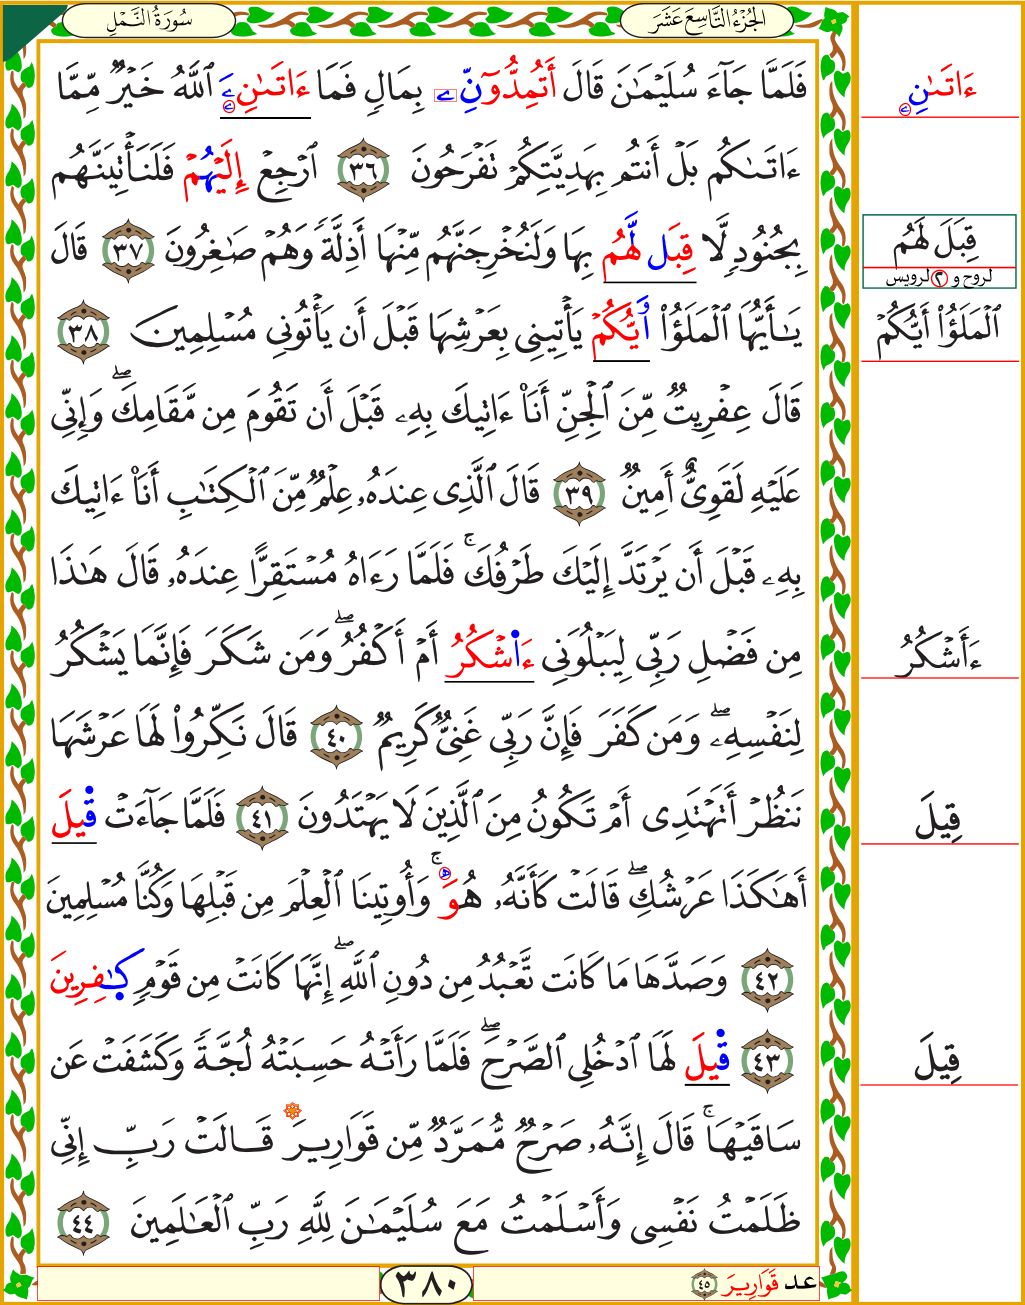 الجُزْءُ التَّاسِعَ عَشَرَ
سُورَةُ النَّمْلِ
فَلَمَّا جَآءَ سُلَيْمَٰنَ قَالَ أَتُمِدُّوٓنِّۦ بِمَالٖ فَمَا ءَاتَىٰنِۦَ ٱللَّهُ خَيْرٞ مِّمَّا
ءَاتَىٰكُم بَلْ أَنتُم بِهَدِيَّتِكُمْ تَفْرَحُونَ ٣٦ ٱرْجِعْ إِلَيْهُمْ فَلَنَأْتِيَنَّهُم
بِجُنُودٖ لَّا قِبَل لَّهُم بِهَا وَلَنُخْرِجَنَّهُم مِّنْهَا أَذِلَّةٗ وَهُمْ صَٰغِرُونَ ٣٧ قَالَ
يَٰٓأَيُّهَا ٱلْمَلَؤُاْ أَيُّكُمْ يَأْتِينِي بِعَرْشِهَا قَبْلَ أَن يَأْتُونِي مُسْلِمِينَ ٣٨
قَالَ عِفْرِيتٞ مِّنَ ٱلْجِنِّ أَنَا۠ ءَاتِيكَ بِهِۦ قَبْلَ أَن تَقُومَ مِن مَّقَامِكَۖ وَإِنِّي
عَلَيْهِ لَقَوِيٌّ أَمِينٞ ٣٩ قَالَ ٱلَّذِي عِندَهُۥ عِلْمٞ مِّنَ ٱلْكِتَٰبِ أَنَا۠ ءَاتِيكَ
بِهِۦ قَبْلَ أَن يَرْتَدَّ إِلَيْكَ طَرْفُكَۚ فَلَمَّا رَءَاهُ مُسْتَقِرًّا عِندَهُۥ قَالَ هَٰذَا
مِن فَضْلِ رَبِّي لِيَبْلُوَنِي ءَا۬شْكُرُ أَمْ أَكْفُرُۖ وَمَن شَكَرَ فَإِنَّمَا يَشْكُرُ
لِنَفْسِهِۦۖ وَمَن كَفَرَ فَإِنَّ رَبِّي غَنِيّٞ كَرِيمٞ ٤٠ قَالَ نَكِّرُواْ لَهَا عَرْشَهَا
نَنظُرْ أَتَهْتَدِي أَمْ تَكُونُ مِنَ ٱلَّذِينَ لَا يَهْتَدُونَ ٤١ فَلَمَّا جَآءَتْ قِيلَ
أَهَٰكَذَا عَرْشُكِۖ قَالَتْ كَأَنَّهُۥ هُوَۚ وَأُوتِينَا ٱلْعِلْمَ مِن قَبْلِهَا وَكُنَّا مُسْلِمِينَ
٤٢ وَصَدَّهَا مَا كَانَت تَّعْبُدُ مِن دُونِ ٱللَّهِۖ إِنَّهَا كَانَتْ مِن قَوْمٖ كَٰفِرِينَ
٤٣ قِيلَ لَهَا ٱدْخُلِي ٱلصَّرْحَۖ فَلَمَّا رَأَتْهُ حَسِبَتْهُ لُجَّةٗ وَكَشَفَتْ عَن
سَاقَيْهَاۚ قَالَ إِنَّهُۥ صَرْحٞ مُّمَرَّدٞ مِّن قَوَارِيرَ قَالَتْ رَبِّ إِنِّي
ظَلَمْتُ نَفْسِي وَأَسْلَمْتُ مَعَ سُلَيْمَٰنَ لِلَّهِ رَبِّ ٱلْعَٰلَمِينَ ٤٤
ءَاتَىٰنِۦ
قِبَلَ لَهُم
لروح و ٢ لرويس
ٱلْمَلَؤُاْ أَيُّكُمْ
ءَأَشْكُرُ
قِيلَ
قِيلَ
عد قَوَارِيرَ ٤٥
٣٨٠